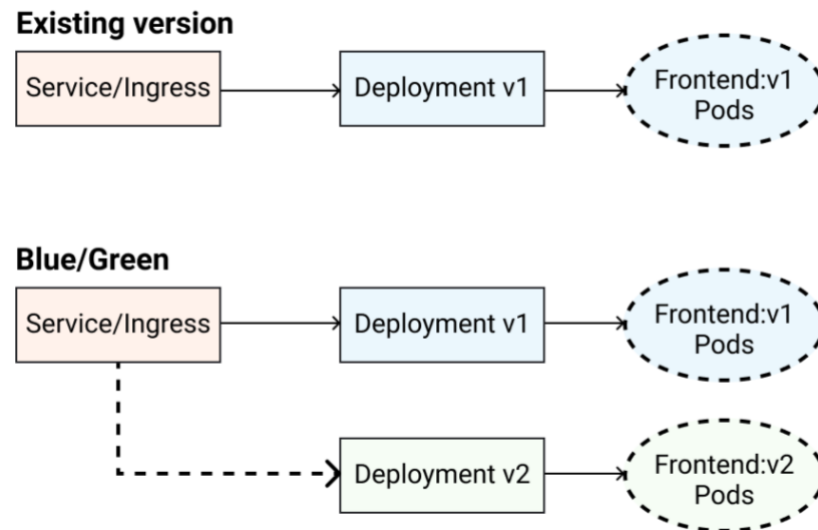 Existing version
Service/Ingress
Deployment v1
Frontend:v1
Pods
Blue/Green
Service/Ingress
Deployment v1
Frontend:v1
Pods
Deployment v2
Frontend:v2
Pods